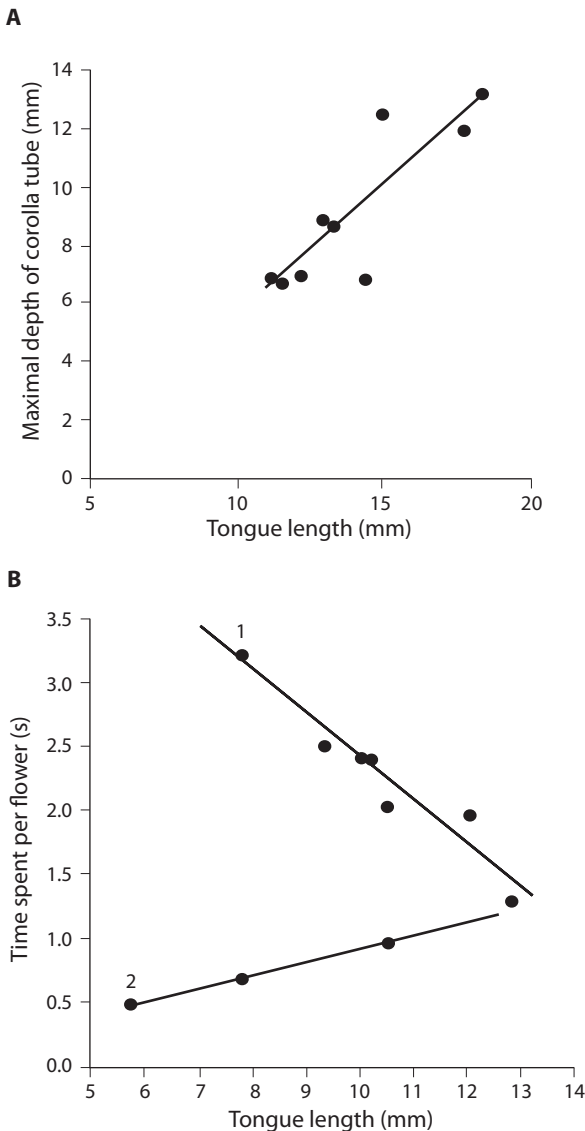 A
14
12
10
8
6
4
2
0
5 10 15 20
Maximal depth of corolla tube (mm)
Tongue length (mm)
B
3.5
3.0
2.5
2.0
1.5
1.0
0.5
0.0
1
2
5 6 7 8 9 10 11 12 13 14
Time spent per flower (s)
Tongue length (mm)